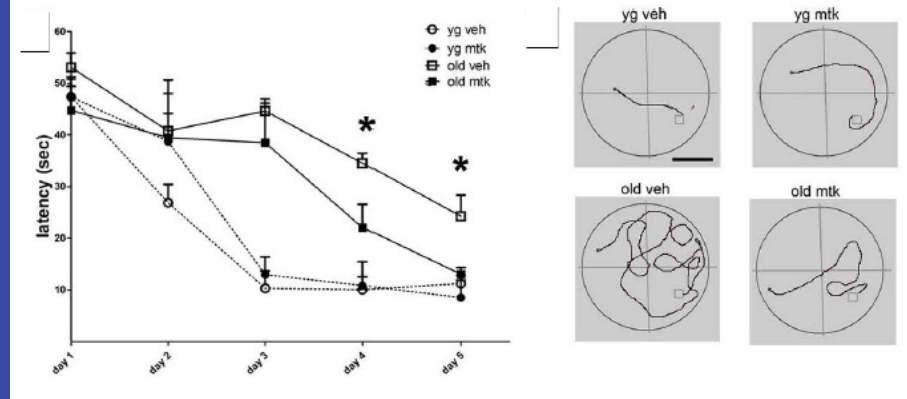 60
50
40
30
20
10
latency (sec)
day 1
day 2
day 3
day 4
day 5
yg veh
yg mtk
old veh
old mtk
*
*
yg veh
yg mtk
old veh
old mtk